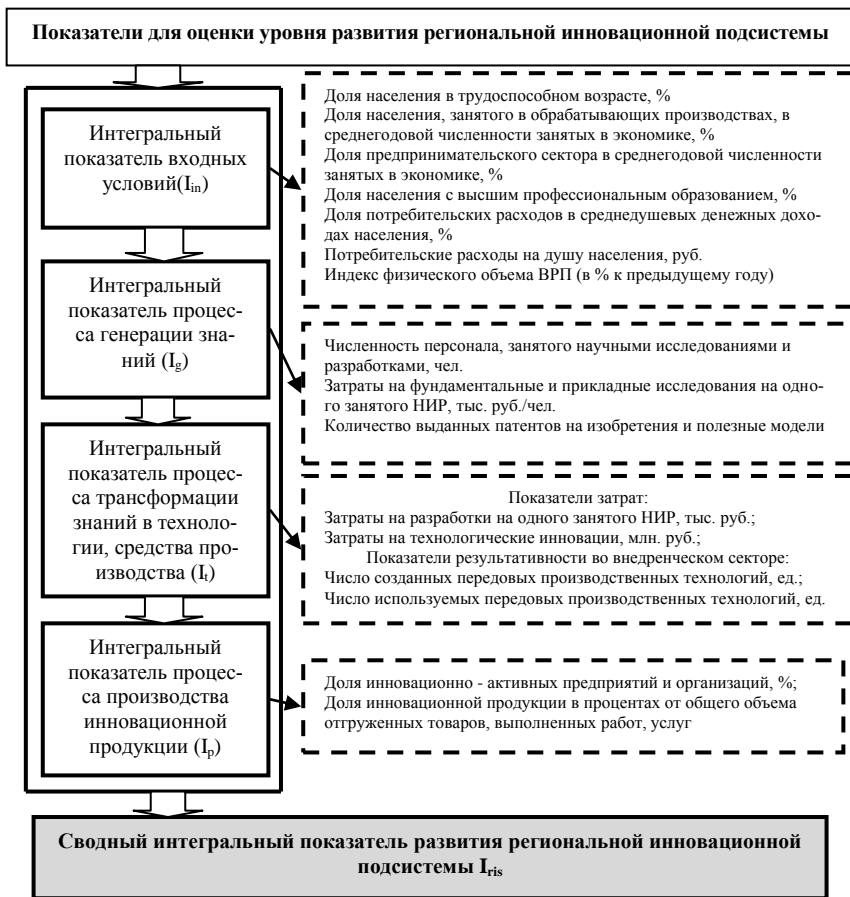 Показатели для оценки уровня развития региональной инновационной подсистемы
Интегральный
показатель входных
условий(I_in)
Доля населения в трудоспособном возрасте, %
Доля населения, занятого в обрабатывающих производствах, в
среднегодовой численности занятых в экономике, %
Доля предпринимательского сектора в среднегодовой численности
занятых в экономике, %
Доля населения с высшим профессиональным образованием, %
Доля потребительских расходов в среднедушевых денежных дохо-
дах населения, %
Потребительские расходы на душу населения, руб.
Индекс физического объема ВРП (в % к предыдущему году)
Интегральный
показатель процес-
са генерации зна-
ний (I_g)
Численность персонала, занятого научными исследованиями и
разработками, чел.
Затраты на фундаментальные и прикладные исследования на одно-
го занятого НИР, тыс. руб./чел.
Количество выданных патентов на изобретения и полезные модели
Интегральный
показатель процес-
са трансформации
знаний в техноло-
гии, средства про-
изводства (I_t)
Показатели затрат:
Затраты на разработки на одного занятого НИР, тыс. руб.;
Затраты на технологические инновации, млн. руб.;
Показатели результативности во внедренческом секторе:
Число созданных передовых производственных технологий, ед.;
Число используемых передовых производственных технологий, ед.
Интегральный
показатель процес-
са производства
инновационной
продукции (I_p)
Доля инновационно - активных предприятий и организаций, %;
Доля инновационной продукции в процентах от общего объема
отгруженных товаров, выполненных работ, услуг
Сводный интегральный показатель развития региональной инновационной
подсистемы I_ris